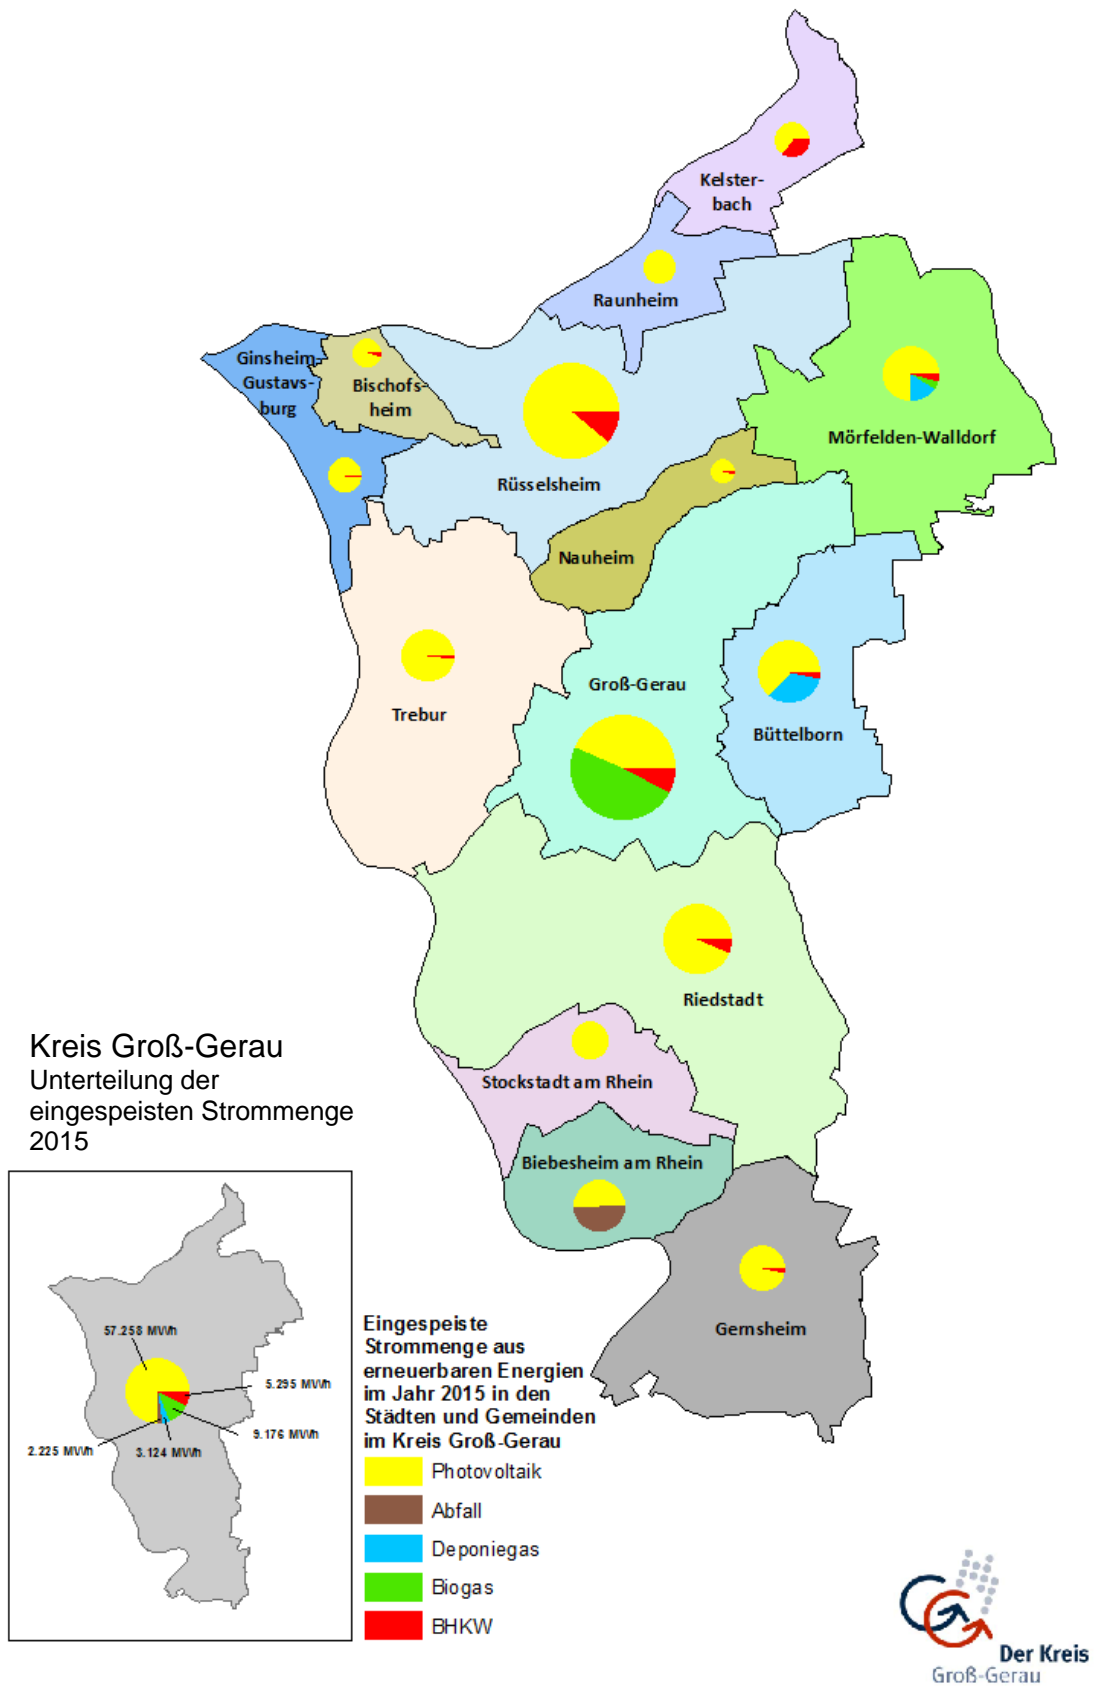 Kelster-
bach
Raunheim
Ginsheim-
Gustavs-
burg
Bischofs-
heim
Mörfelden-Walldorf
Rüsselsheim
Nauheim
Groß-Gerau
Trebur
Büttelborn
Riedstadt
Stockstadt am Rhein
Biebesheim am Rhein
Gernsheim
Kreis Groß-Gerau
Unterteilung der
eingespeisten Strommenge
2015
57.258 MWh
5.295 MWh
9.176 MWh
3.124 MWh
2.225 MWh
Eingespeiste
Strommenge aus
erneuerbaren Energien
im Jahr 2015 in den
Städten und Gemeinden
im Kreis Groß-Gerau
Photovoltaik
Abfall
Deponiegas
Biogas
BHKW
Der Kreis
Groß-Gerau